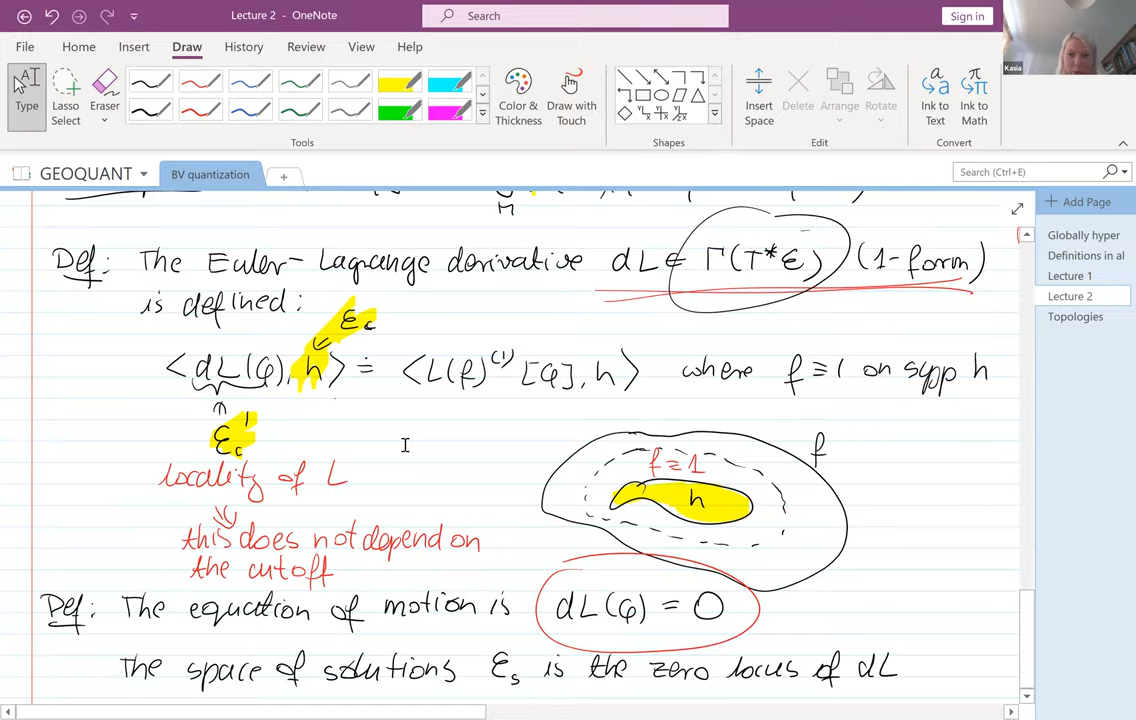 Lecture 2 - OneNote
Search
Sign in
File Home Insert Draw History Review View Help
Kasia
Type
Lasso Select
Eraser
Color & Thickness
Draw with Touch
Insert Space
Delete
Arrange
Rotate
Ink to Text
Ink to Math
Tools
Shapes
Edit
Convert
GEOQUANT
BV quantization
Search (Ctrl+E)
Add Page
Globally hyper
Definitions in al
Lecture 1
Lecture 2
Topologies
M
Def: The Euler-Lagrange derivative dL ∈ Γ(T*ℰ) (1-form)
is defined:
ℰc
<dL(φ), h> ≐ <L(f)⁽¹⁾[φ], h> where f ≡ 1 on supp h
ℰ'c
f
f ≡ 1
h
locality of L
this does not depend on
the cutoff
Def: The equation of motion is dL(φ) = 0
The space of solutions ℰs is the zero locus of dL